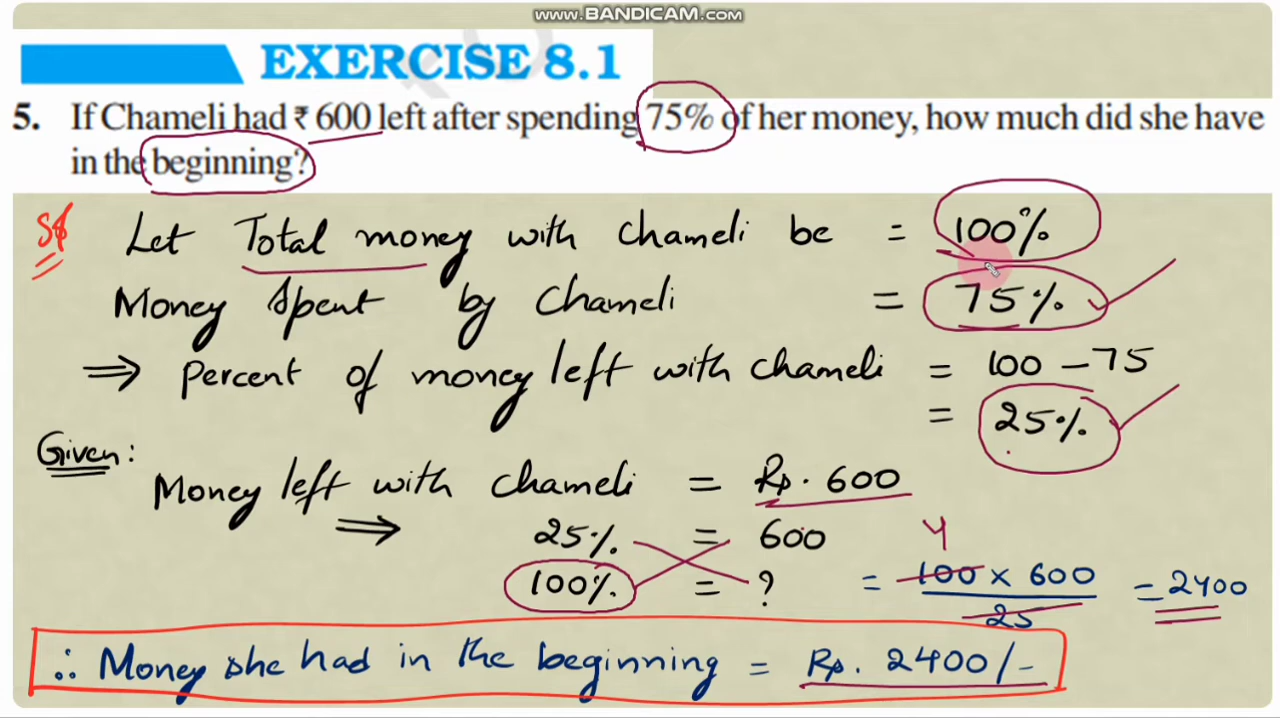 www.BANDICAM.com
EXERCISE 8.1
5. If Chameli had ₹ 600 left after spending 75% of her money, how much did she have
in the beginning?
Sol Let Total money with chameli be = 100%
Money Spent by Chameli = 75%
⇒ Percent of money left with chameli = 100 - 75
= 25%
Given:
Money left with chameli = Rp. 600
⇒ 25% = 600
100% = ? = 100 × 600 / 25 = 2400
4
∴ Money she had in the beginning = Rp. 2400/-